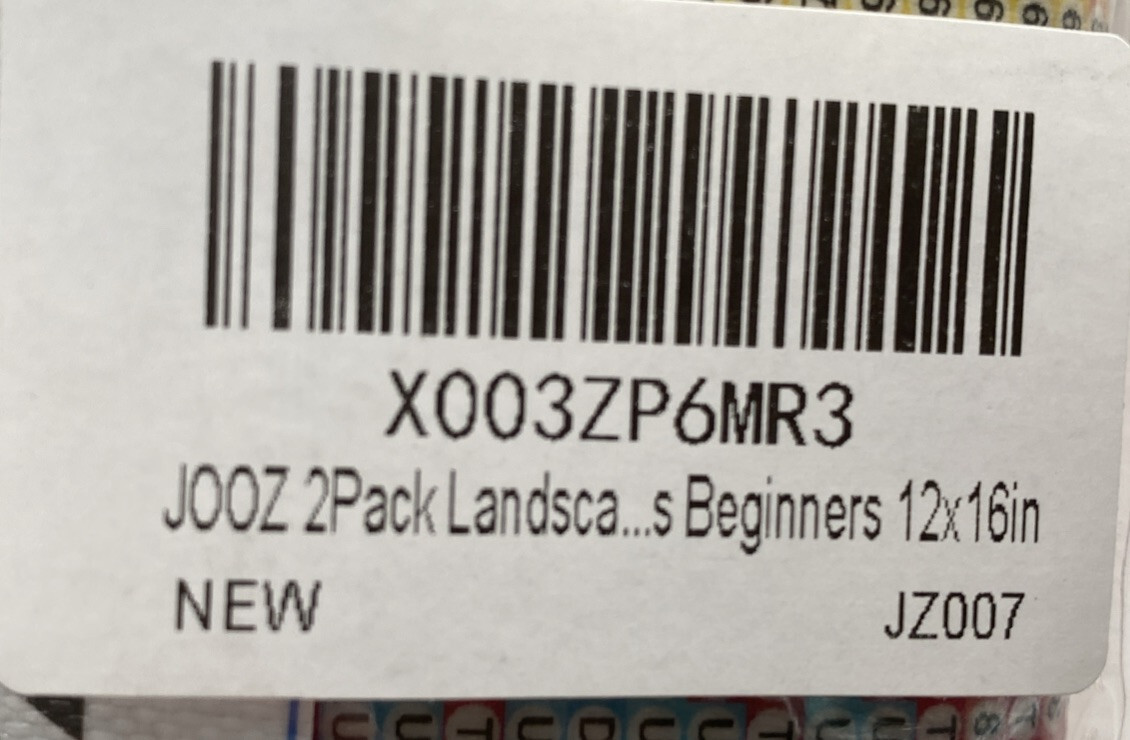 X003ZP6MR3
JOOZ 2Pack Landsca...s Beginners 12x16in
NEW
JZ007